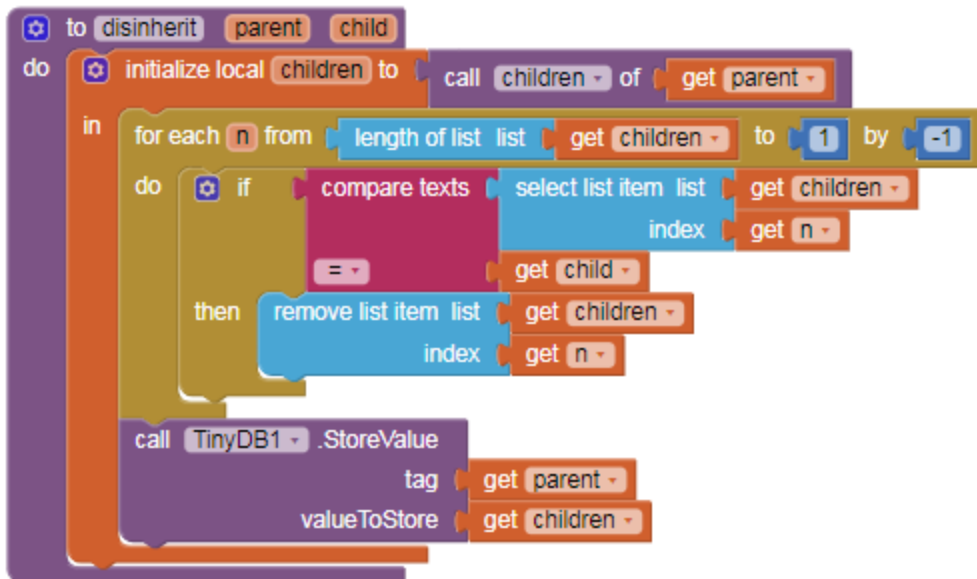 to disinherit parent child
do initialize local children to call children of get parent
in for each n from length of list list get children to 1 by -1
do if compare texts select list item list get children
index get n
= get child
then remove list item list get children
index get n
call TinyDB1 .StoreValue
tag get parent
valueToStore get children